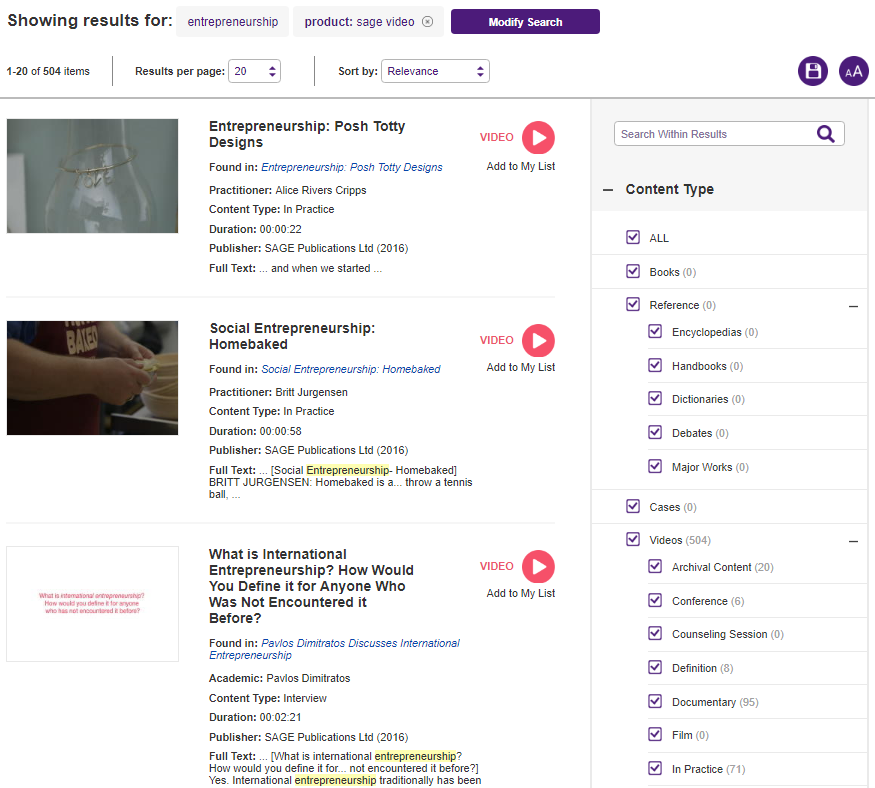 Showing results for: entrepreneurship product: sage video Modify Search
1-20 of 504 items Results per page: 20 Sort by: Relevance AA
Entrepreneurship: Posh Totty
Designs
VIDEO
Add to My List
Found in: Entrepreneurship: Posh Totty Designs
Practitioner: Alice Rivers Cripps
Content Type: In Practice
Duration: 00:00:22
Publisher: SAGE Publications Ltd (2016)
Full Text: ... and when we started ...
BAKED
Social Entrepreneurship:
Homebaked
VIDEO
Add to My List
Found in: Social Entrepreneurship: Homebaked
Practitioner: Britt Jurgensen
Content Type: In Practice
Duration: 00:00:58
Publisher: SAGE Publications Ltd (2016)
Full Text: ... [Social Entrepreneurship- Homebaked]
BRITT JURGENSEN: Homebaked is a... throw a tennis
ball, ...
What is international entrepreneurship?
How would you define it for anyone
who has not encountered it before?
What is International
Entrepreneurship? How Would
You Define it for Anyone Who
Was Not Encountered it
Before?
VIDEO
Add to My List
Found in: Pavlos Dimitratos Discusses International
Entrepreneurship
Academic: Pavlos Dimitratos
Content Type: Interview
Duration: 00:02:21
Publisher: SAGE Publications Ltd (2016)
Full Text: ... [What is international entrepreneurship?
How would you define it for... not encountered it before?]
Yes. International entrepreneurship traditionally has been
Search Within Results
Content Type
ALL
Books (0)
Reference (0)
Encyclopedias (0)
Handbooks (0)
Dictionaries (0)
Debates (0)
Major Works (0)
Cases (0)
Videos (504)
Archival Content (20)
Conference (6)
Counseling Session (0)
Definition (8)
Documentary (95)
Film (0)
In Practice (71)